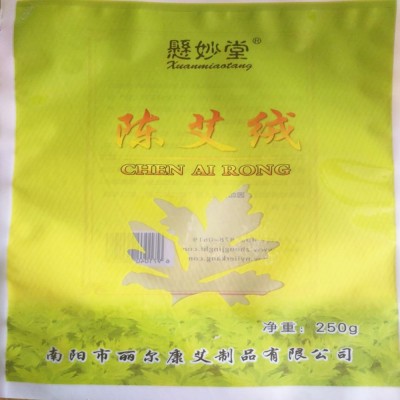 懸妙堂®
Xuanmiaotang
陈艾绒
CHEN AI RONG
净重：250g
南阳市丽尔康艾制品有限公司